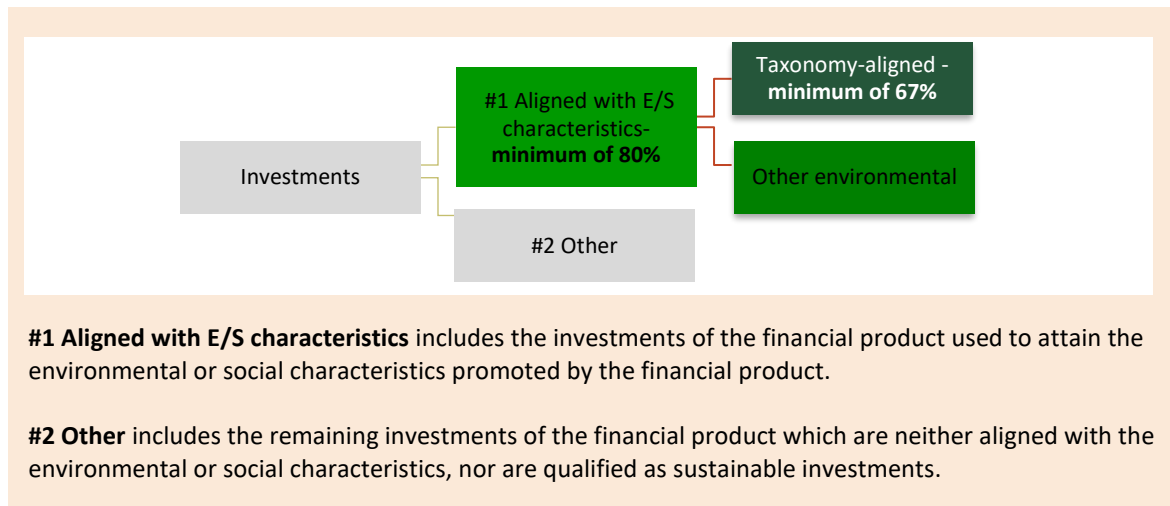 Taxonomy-aligned -
minimum of 67%
#1 Aligned with E/S
characteristics-
minimum of 80%
Investments
Other environmental
#2 Other
#1 Aligned with E/S characteristics includes the investments of the financial product used to attain the
environmental or social characteristics promoted by the financial product.
#2 Other includes the remaining investments of the financial product which are neither aligned with the
environmental or social characteristics, nor are qualified as sustainable investments.